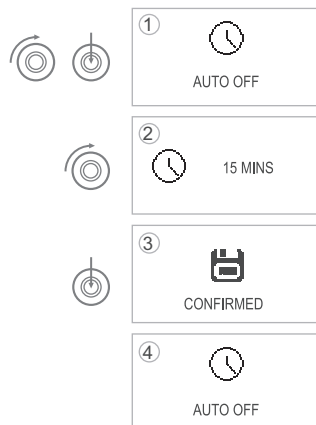 1
AUTO OFF
2
15 MINS
3
CONFIRMED
4
AUTO OFF